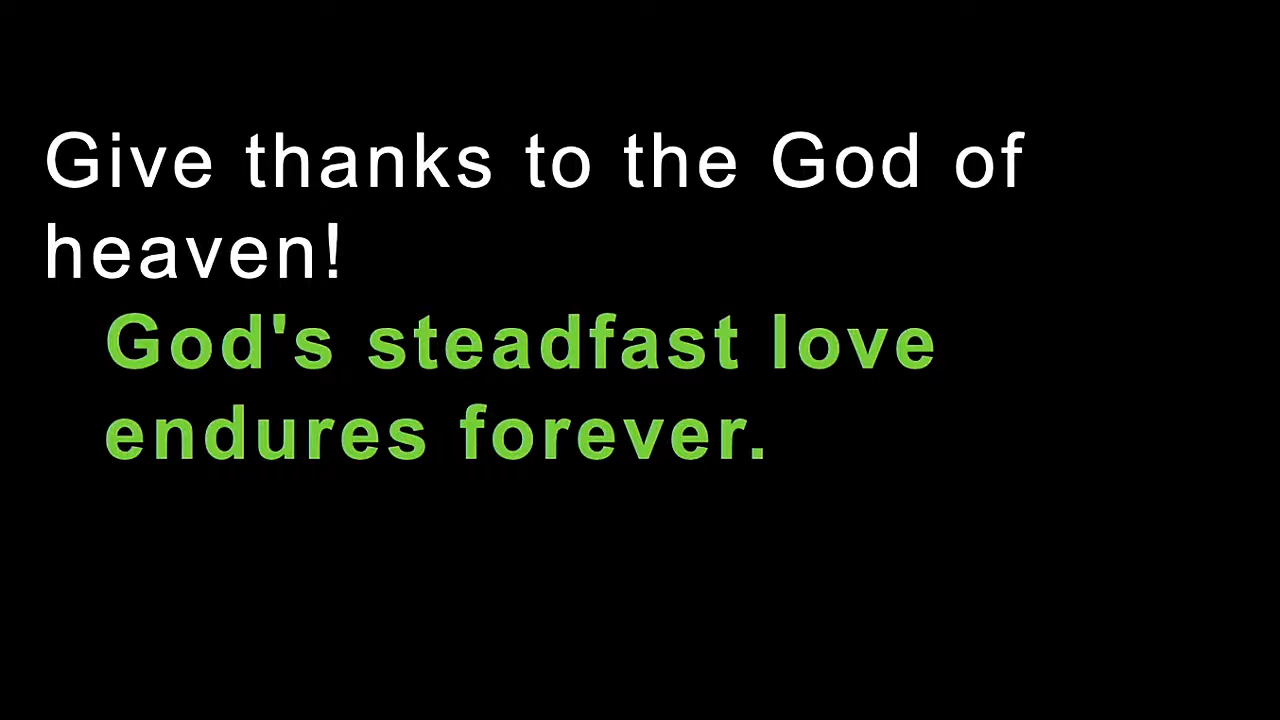 Give thanks to the God of
heaven!
God's steadfast love
endures forever.